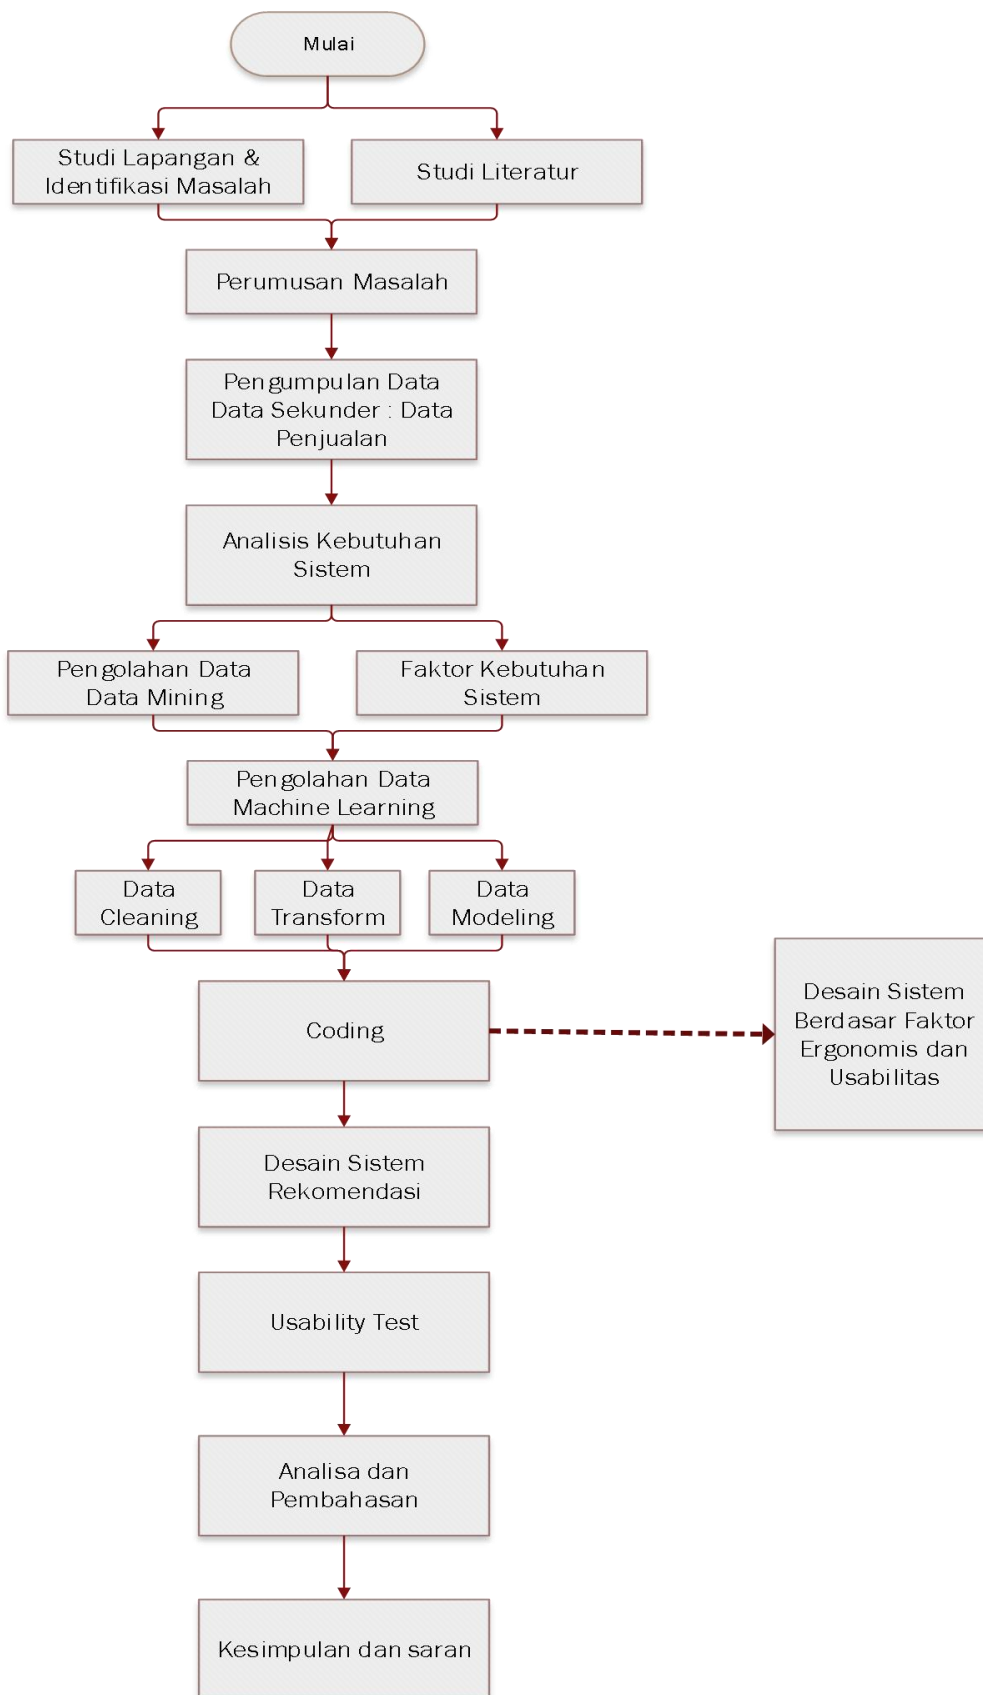 Mulai
Studi Lapangan &
Identifikasi Masalah
Studi Literatur
Perumusan Masalah
Pengumpulan Data
Data Sekunder : Data
Penjualan
Analisis Kebutuhan
Sistem
Pengolahan Data
Data Mining
Faktor Kebutuhan
Sistem
Pengolahan Data
Machine Learning
Data
Cleaning
Data
Transform
Data
Modeling
Coding
Desain Sistem
Berdasar Faktor
Ergonomis dan
Usabilitas
Desain Sistem
Rekomendasi
Usability Test
Analisa dan
Pembahasan
Kesimpulan dan saran